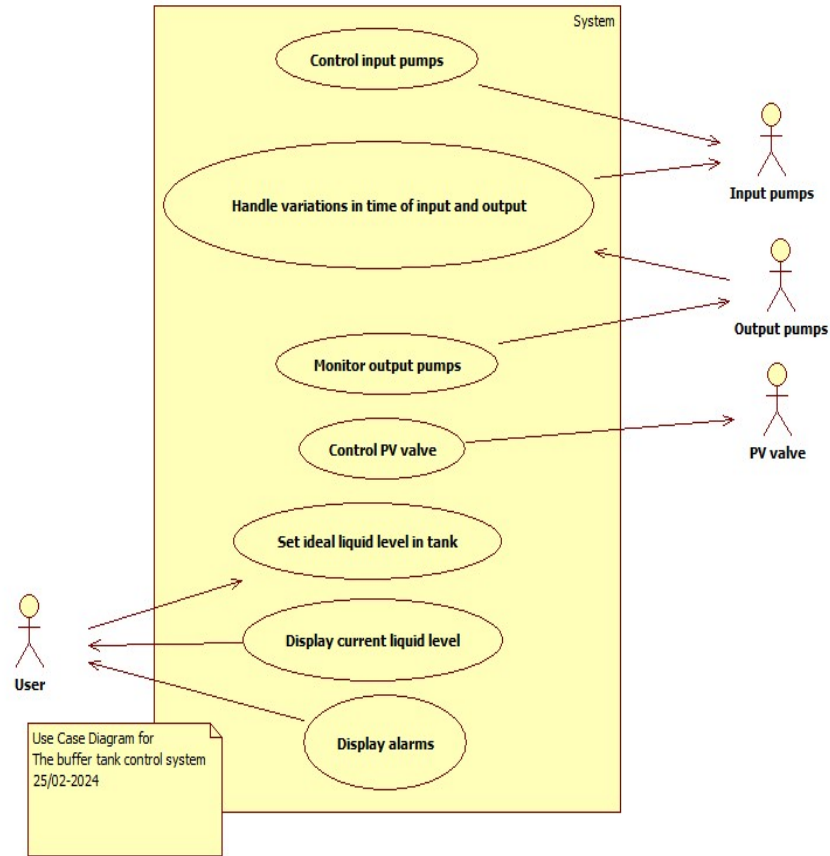 System
Control input pumps
Input pumps
Handle variations in time of input and output
Output pumps
Monitor output pumps
Control PV valve
PV valve
Set ideal liquid level in tank
Display current liquid level
User
Display alarms
Use Case Diagram for
The buffer tank control system
25/02-2024